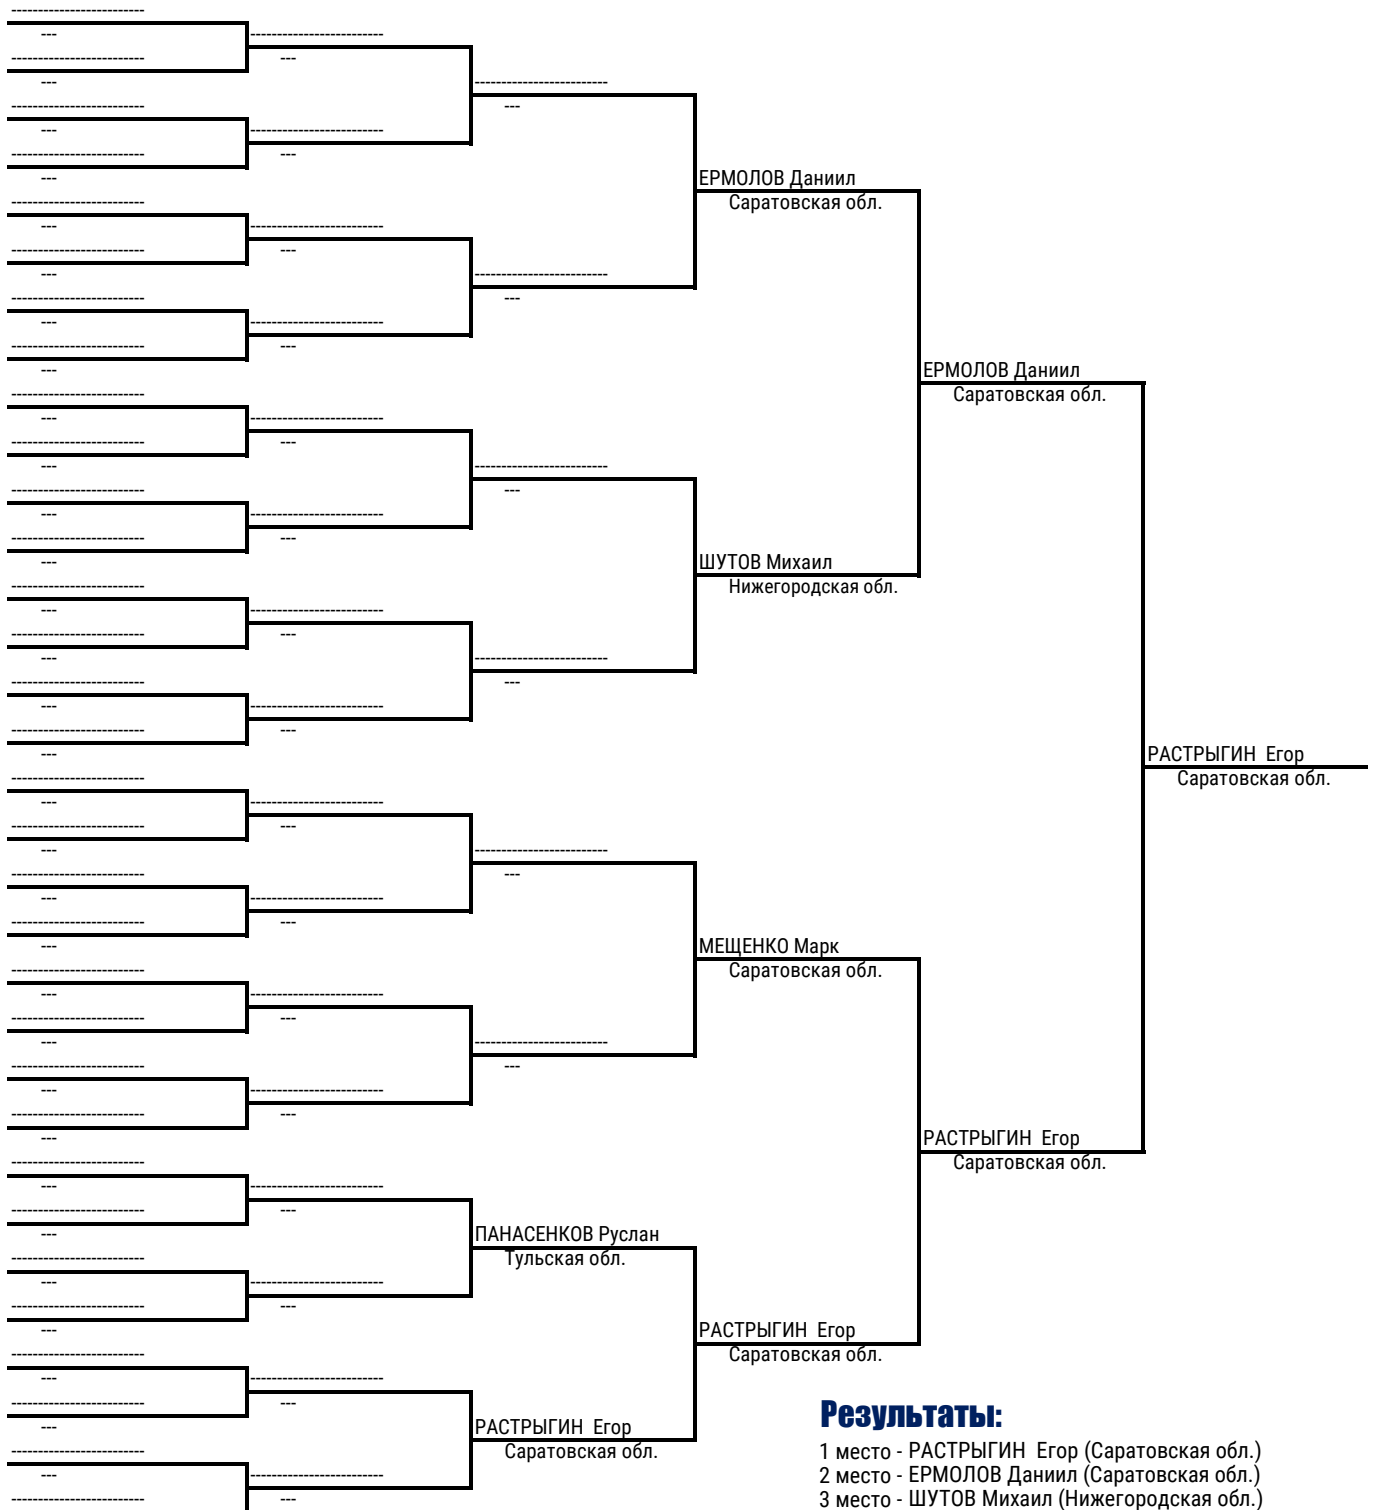 ЕРМОЛОВ Даниил
Саратовская обл.
ЕРМОЛОВ Даниил
Саратовская обл.
ШУТОВ Михаил
Нижегородская обл.
РАСТРЫГИН  Егор
Саратовская обл.
МЕЩЕНКО Марк
Саратовская обл.
РАСТРЫГИН  Егор
Саратовская обл.
ПАНАСЕНКОВ Руслан
Тульская обл.
РАСТРЫГИН  Егор
Саратовская обл.
РАСТРЫГИН  Егор
Саратовская обл.
Результаты:
1 место - РАСТРЫГИН  Егор (Саратовская обл.)
2 место - ЕРМОЛОВ Даниил (Саратовская обл.)
3 место - ШУТОВ Михаил (Нижегородская обл.)